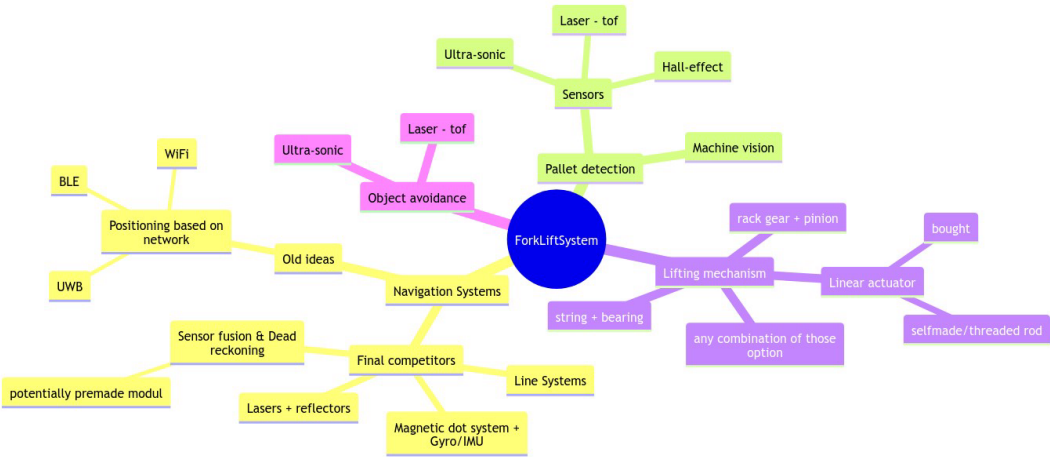 Laser - tof
Ultra-sonic
Hall-effect
Sensors
Laser - tof
Ultra-sonic
Machine vision
WiFi
Pallet detection
BLE
Object avoidance
rack gear + pinion
Positioning based on
network
bought
ForkLiftSystem
Old ideas
Lifting mechanism
Linear actuator
UWB
Navigation Systems
string + bearing
selfmade/threaded rod
Sensor fusion & Dead
reckoning
any combination of those
option
Final competitors
Line Systems
potentially premade modul
Lasers + reflectors
Magnetic dot system +
Gyro/IMU